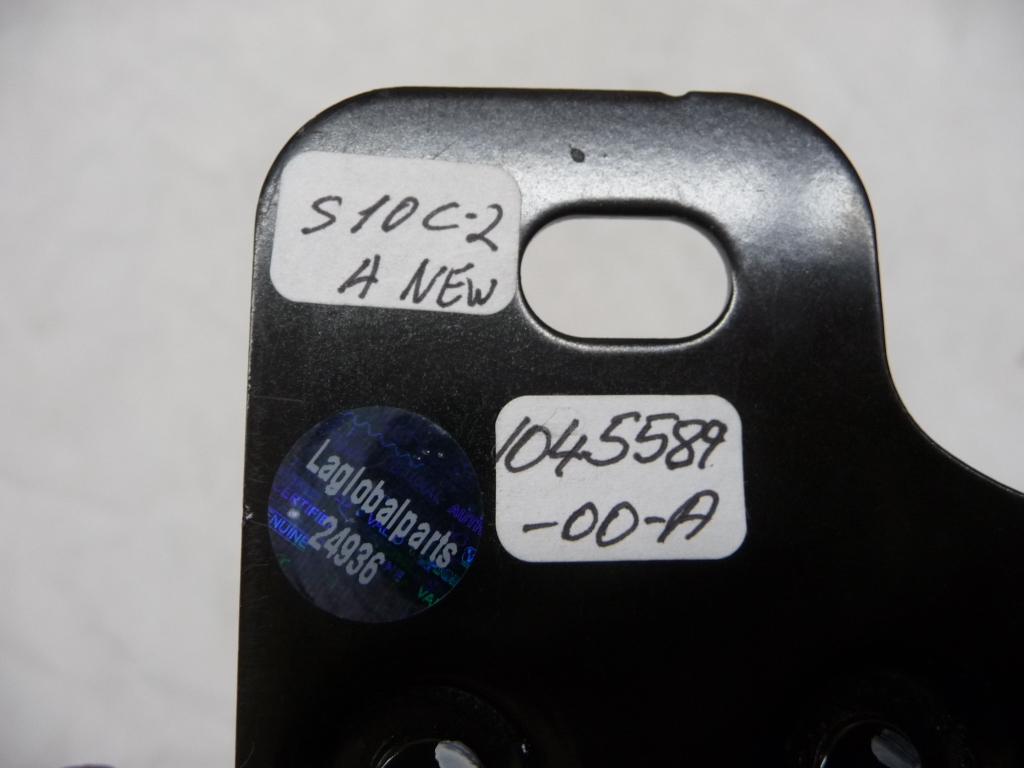 S10C-2
A NEW
1045589
-00-A
Laglobalparts
24936